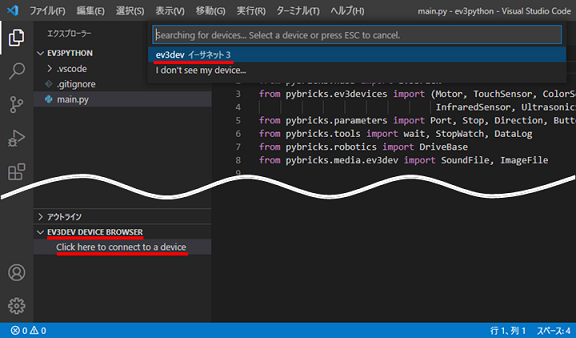 ファイル(F) 編集(E) 選択(S) 表示(V) 移動(G) 実行(R) ターミナル(T) ヘルプ(H)
main.py - ev3python - Visual Studio Code
エクスプローラー
Searching for devices... Select a device or press ESC to cancel.
ev3dev イーサネット 3
I don't see my device...
EV3PYTHON
.vscode
.gitignore
main.py
3 from pybricks.ev3devices import (Motor, TouchSensor, ColorSe
4 InfraredSensor, Ultrasonic
5 from pybricks.parameters import Port, Stop, Direction, Butt
6 from pybricks.tools import wait, StopWatch, DataLog
7 from pybricks.robotics import DriveBase
8 from pybricks.media.ev3dev import SoundFile, ImageFile
9
アウトライン
EV3DEV DEVICE BROWSER
Click here to connect to a device
0 0
行 1、列 1 スペース: 4